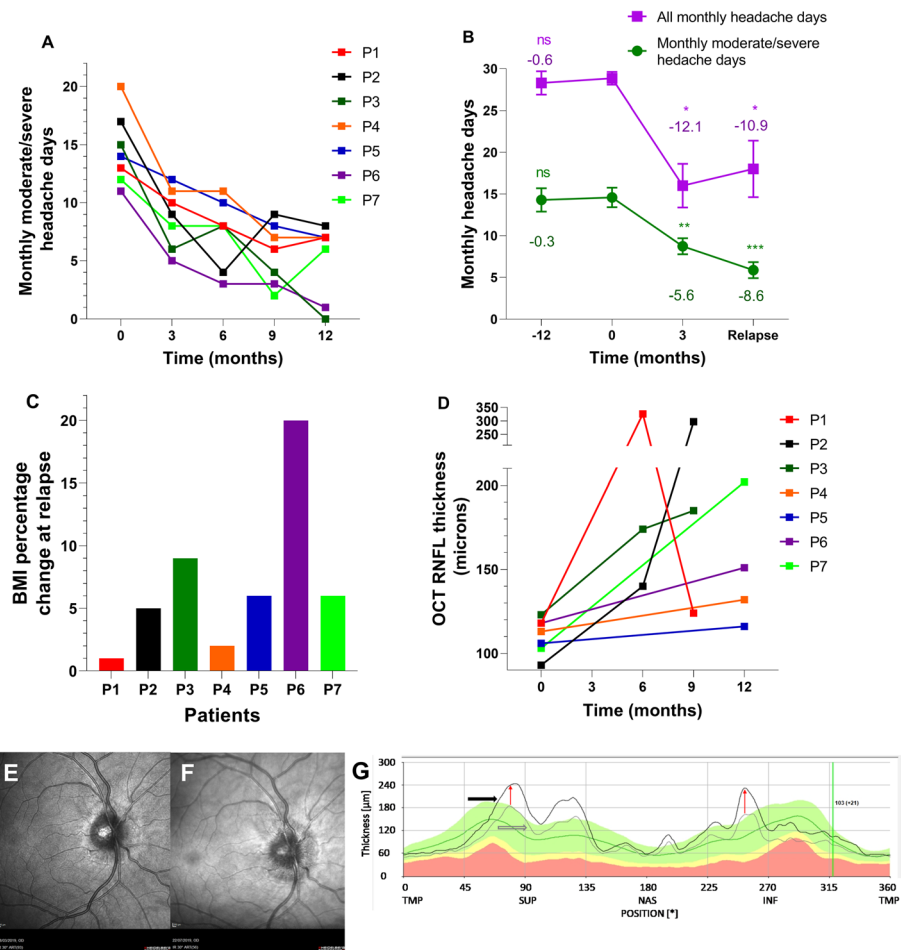 A
Monthly moderate/severe
headache days
20
15
10
5
0
0 3 6 9 12
Time (months)
P1
P2
P3
P4
P5
P6
P7
All monthly headache days
Monthly moderate/severe
hedache days
B
Monthly headache days
30
25
20
15
10
5
0
ns
-0.6
*
-12.1
*
-10.9
ns
-0.3
**
-5.6
***
-8.6
-12 0 3 Relapse
Time (months)
C
BMI percentage
change at relapse
20
15
10
5
0
P1 P2 P3 P4 P5 P6 P7
Patients
D
OCT RNFL thickness
(microns)
350
300
250
200
150
100
0 3 6 9 12
Time (months)
P1
P2
P3
P4
P5
P6
P7
E
F
G
Thickness [µm]
300
240
180
120
60
0
103 (+21)
0 45 90 135 180 225 270 315 360
TMP SUP NAS INF TMP
POSITION [°]